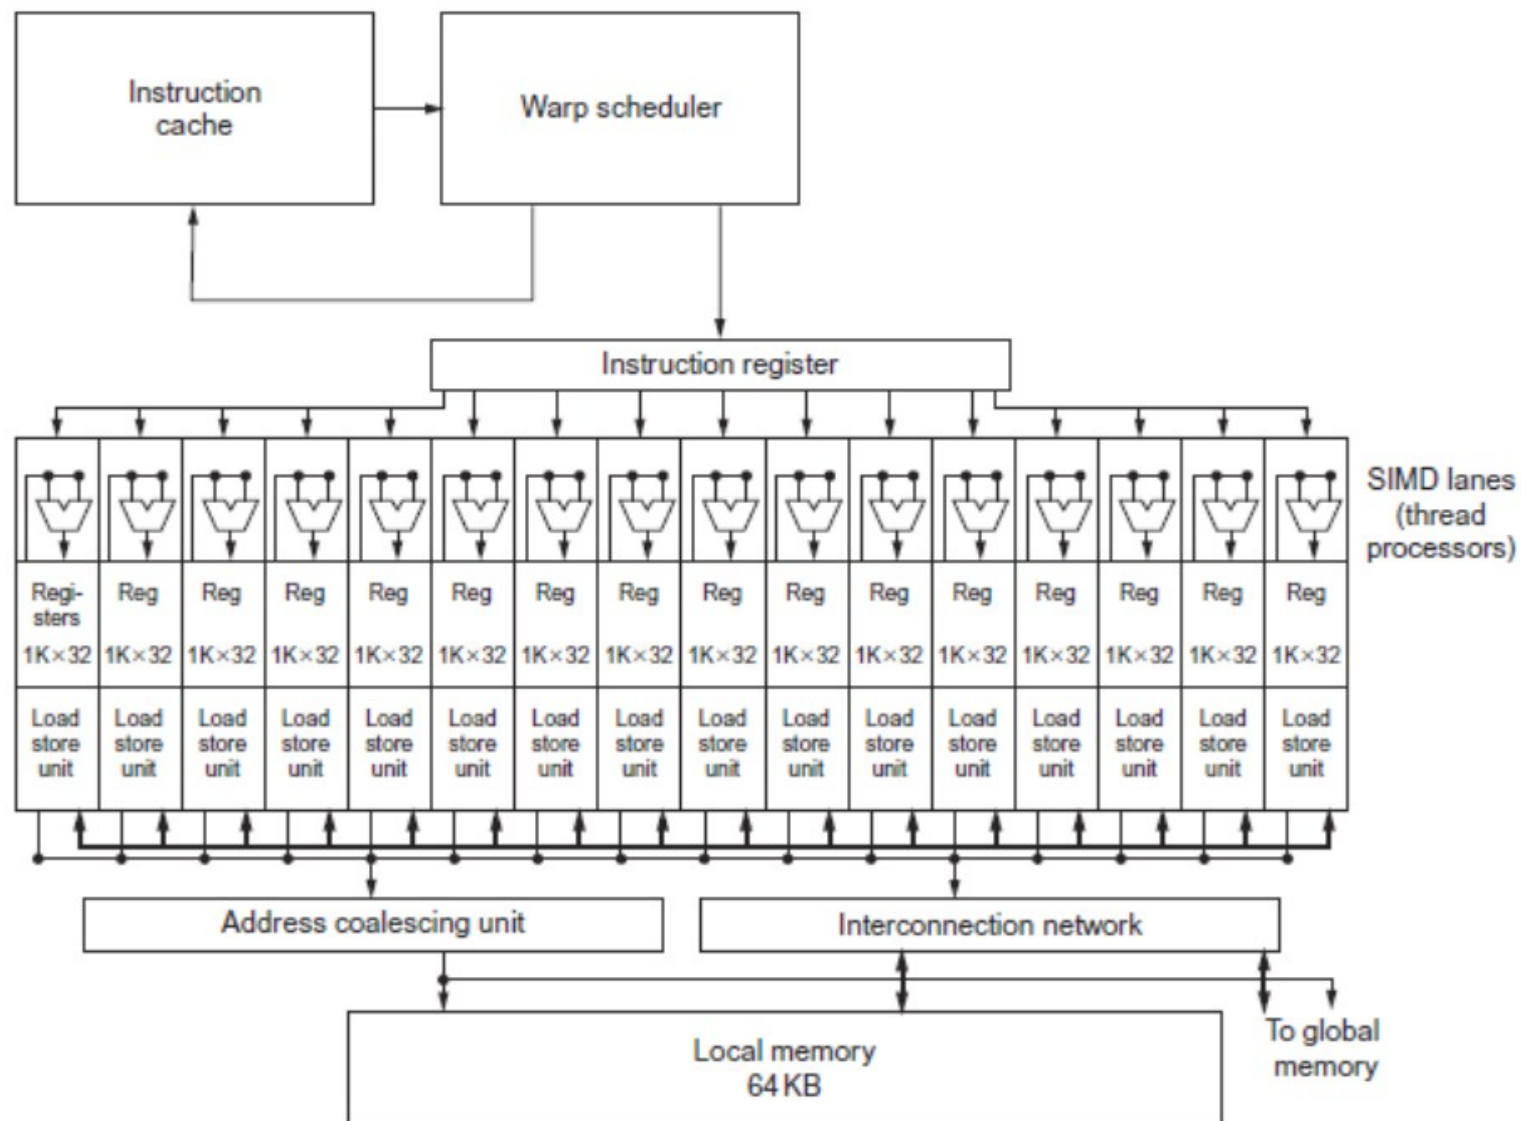 Instruction
cache
Warp scheduler
Instruction register
SIMD lanes
(thread
processors)
Regi-
sters
Reg Reg Reg Reg Reg Reg Reg Reg Reg Reg Reg Reg Reg Reg Reg
1K×32 1K×32 1K×32 1K×32 1K×32 1K×32 1K×32 1K×32 1K×32 1K×32 1K×32 1K×32 1K×32 1K×32 1K×32 1K×32
Load Load Load Load Load Load Load Load Load Load Load Load Load Load Load Load
store store store store store store store store store store store store store store store store
unit unit unit unit unit unit unit unit unit unit unit unit unit unit unit unit
Address coalescing unit
Interconnection network
Local memory
64 KB
To global
memory